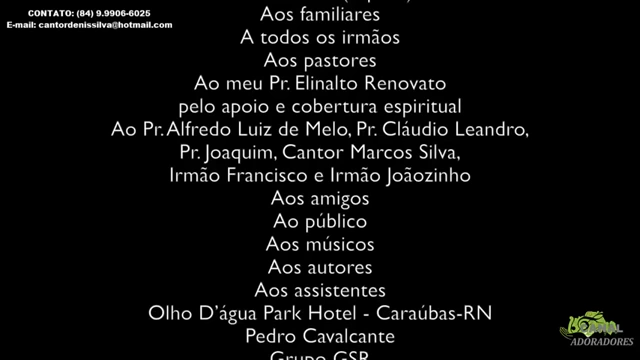 CONTATO: (84) 9.9906-6025
E-mail: cantordenissilva@hotmail.com
Aos familiares
A todos os irmãos
Aos pastores
Ao meu Pr. Elinalto Renovato
pelo apoio e cobertura espiritual
Ao Pr. Alfredo Luiz de Melo, Pr. Cláudio Leandro,
Pr. Joaquim, Cantor Marcos Silva,
Irmão Francisco e Irmão Joãozinho
Aos amigos
Ao público
Aos músicos
Aos autores
Aos assistentes
Olho D'água Park Hotel - Caraúbas-RN
Pedro Cavalcante
Grupo GSR
ADORADORES